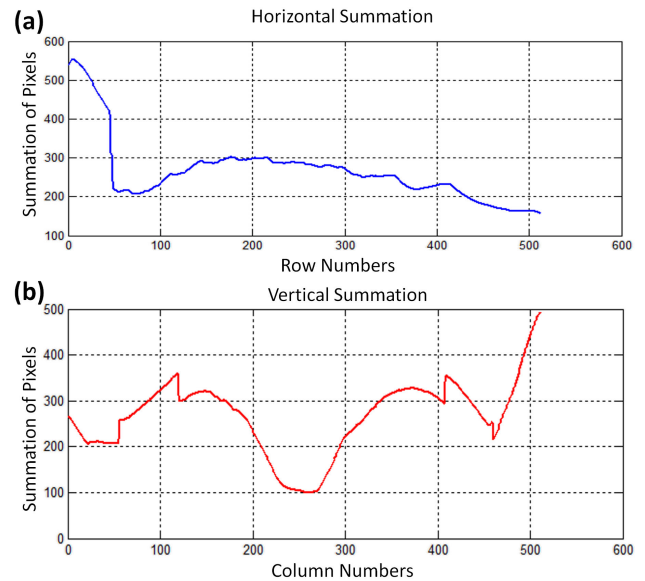 (a)
Horizontal Summation
Summation of Pixels
600
500
400
300
200
100
0 100 200 300 400 500 600
Row Numbers
(b)
Vertical Summation
Summation of Pixels
500
400
300
200
100
0
0 100 200 300 400 500 600
Column Numbers